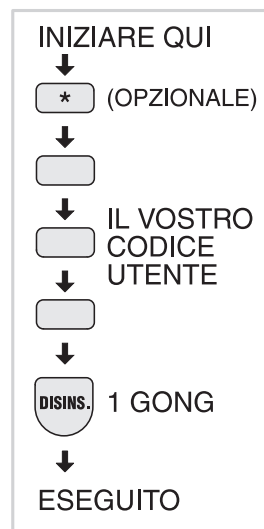 INIZIARE QUI
* (OPZIONALE)
IL VOSTRO
CODICE
UTENTE
DISINS. 1 GONG
ESEGUITO